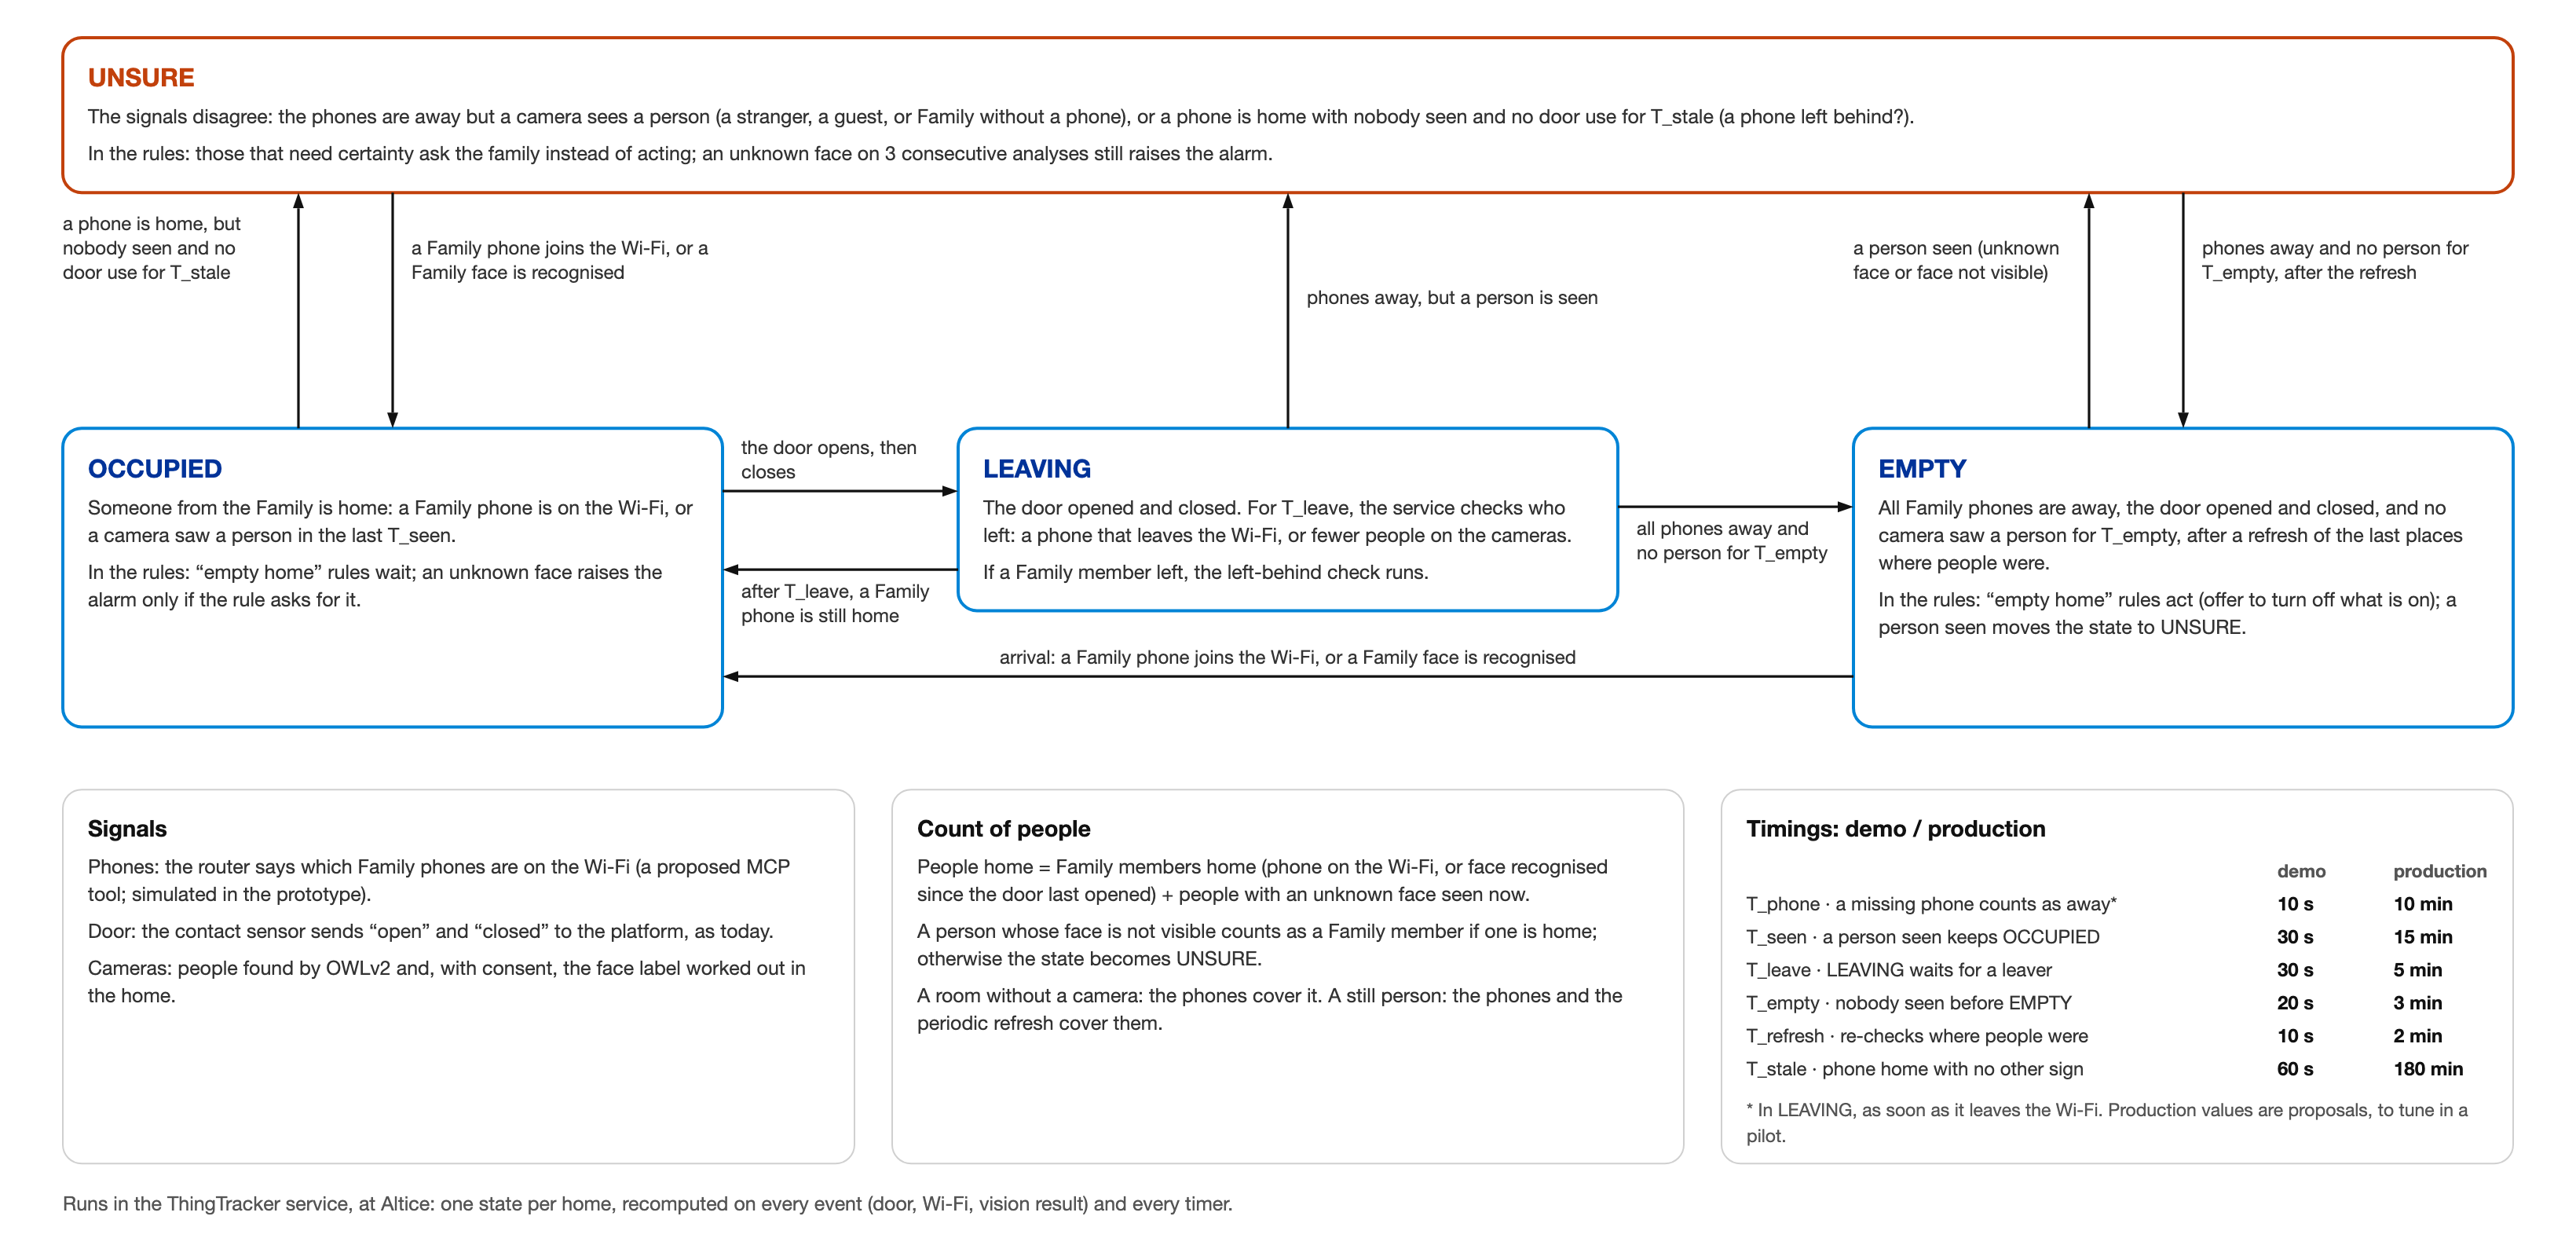 UNSURE
The signals disagree: the phones are away but a camera sees a person (a stranger, a guest, or Family without a phone), or a phone is home with nobody seen and no door use for T_stale (a phone left behind?).
In the rules: those that need certainty ask the family instead of acting; an unknown face on 3 consecutive analyses still raises the alarm.
a phone is home, but
nobody seen and no
door use for T_stale
a Family phone joins the Wi-Fi, or a
Family face is recognised
phones away, but a person is seen
a person seen (unknown
face or face not visible)
phones away and no person for
T_empty, after the refresh
OCCUPIED
Someone from the Family is home: a Family phone is on the Wi-Fi, or
a camera saw a person in the last T_seen.
In the rules: “empty home” rules wait; an unknown face raises the
alarm only if the rule asks for it.
the door opens, then
closes
after T_leave, a Family
phone is still home
LEAVING
The door opened and closed. For T_leave, the service checks who
left: a phone that leaves the Wi-Fi, or fewer people on the cameras.
If a Family member left, the left-behind check runs.
all phones away and
no person for T_empty
EMPTY
All Family phones are away, the door opened and closed, and no
camera saw a person for T_empty, after a refresh of the last places
where people were.
In the rules: “empty home” rules act (offer to turn off what is on); a
person seen moves the state to UNSURE.
arrival: a Family phone joins the Wi-Fi, or a Family face is recognised
Signals
Phones: the router says which Family phones are on the Wi-Fi (a proposed MCP
tool; simulated in the prototype).
Door: the contact sensor sends “open” and “closed” to the platform, as today.
Cameras: people found by OWLv2 and, with consent, the face label worked out in
the home.
Count of people
People home = Family members home (phone on the Wi-Fi, or face recognised
since the door last opened) + people with an unknown face seen now.
A person whose face is not visible counts as a Family member if one is home;
otherwise the state becomes UNSURE.
A room without a camera: the phones cover it. A still person: the phones and the
periodic refresh cover them.
Timings: demo / production
demo production
T_phone · a missing phone counts as away* 10 s 10 min
T_seen · a person seen keeps OCCUPIED 30 s 15 min
T_leave · LEAVING waits for a leaver 30 s 5 min
T_empty · nobody seen before EMPTY 20 s 3 min
T_refresh · re-checks where people were 10 s 2 min
T_stale · phone home with no other sign 60 s 180 min
* In LEAVING, as soon as it leaves the Wi-Fi. Production values are proposals, to tune in a
pilot.
Runs in the ThingTracker service, at Altice: one state per home, recomputed on every event (door, Wi-Fi, vision result) and every timer.